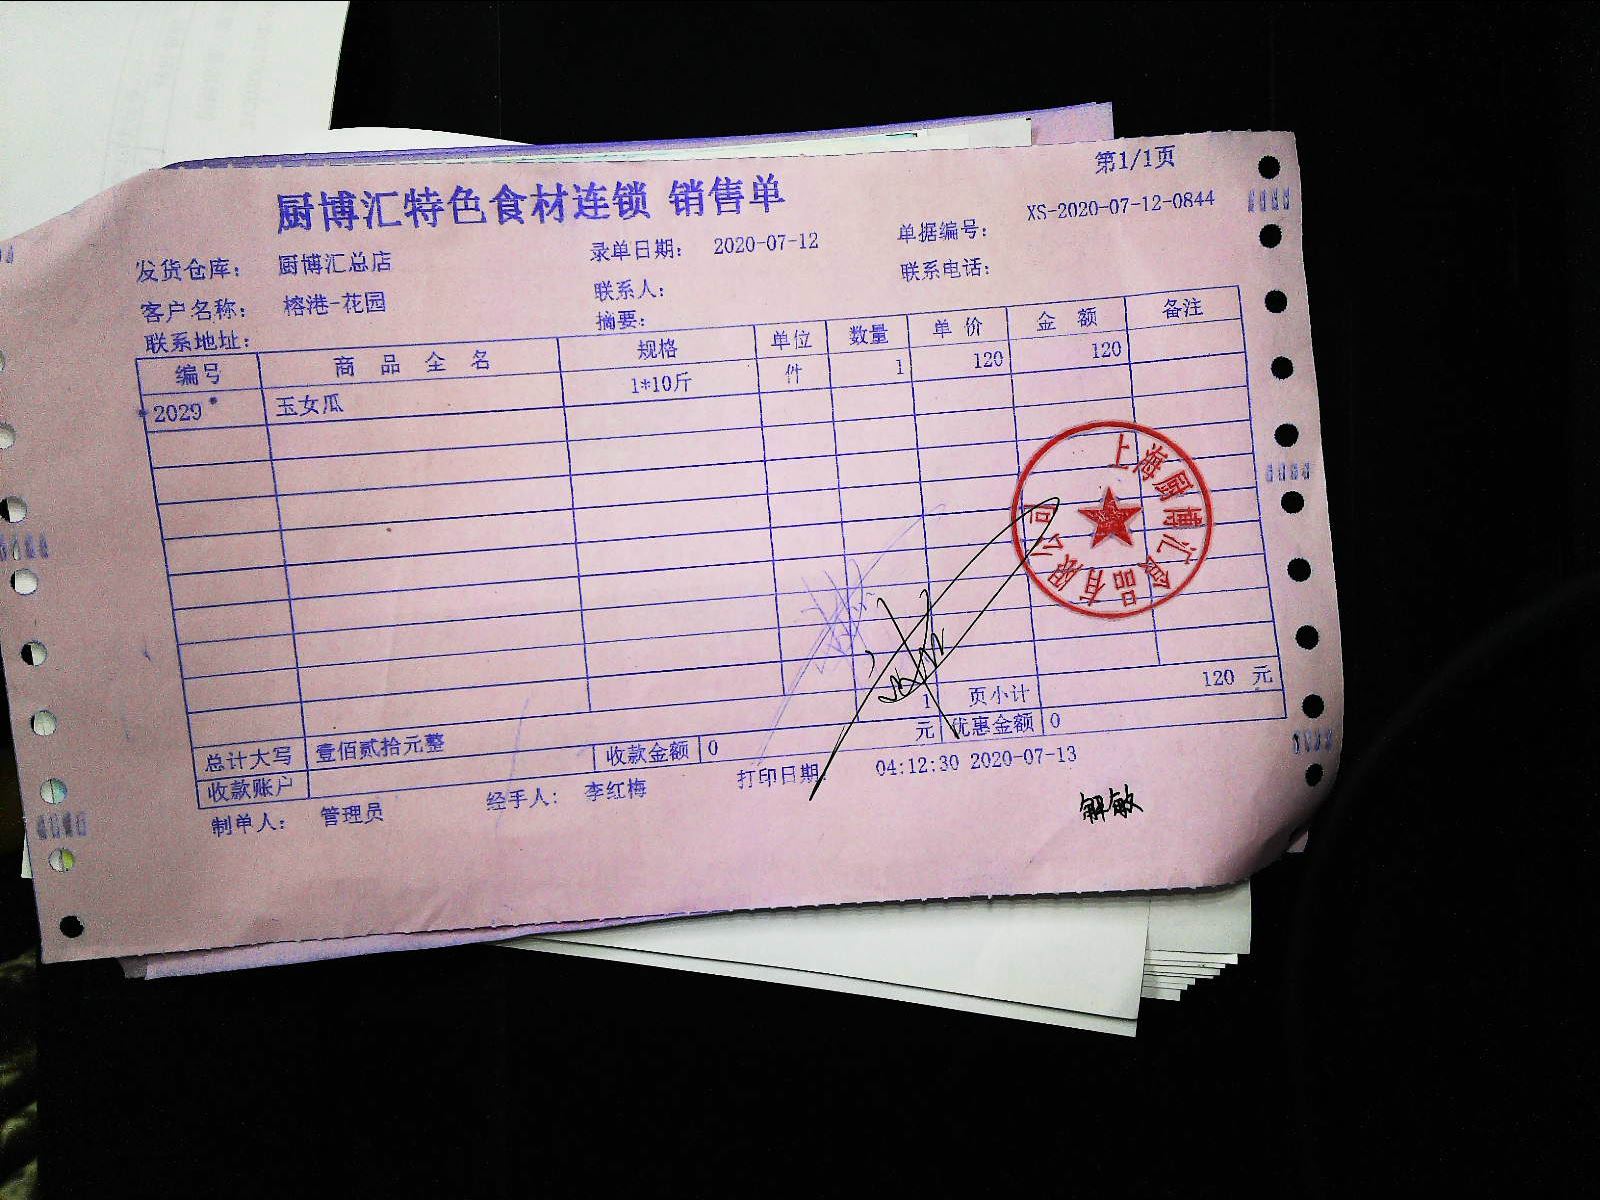 第1/1页
厨博汇特色食材连锁 销售单
发货仓库： 厨博汇总店 录单日期： 2020-07-12 单据编号： XS-2020-07-12-0844
客户名称： 榕港-花园 联系人： 联系电话：
联系地址： 摘要：
编号 商品全名 规格 单位 数量 单价 金额 备注
2029 玉女瓜 1*10斤 件 1 120 120
1 页小计 120 元
总计大写 壹佰贰拾元整 收款金额 0 元 优惠金额 0
收款账户
制单人： 管理员 经手人： 李红梅 打印日期： 04:12:30 2020-07-13
上海厨博汇食品有限公司
解敏